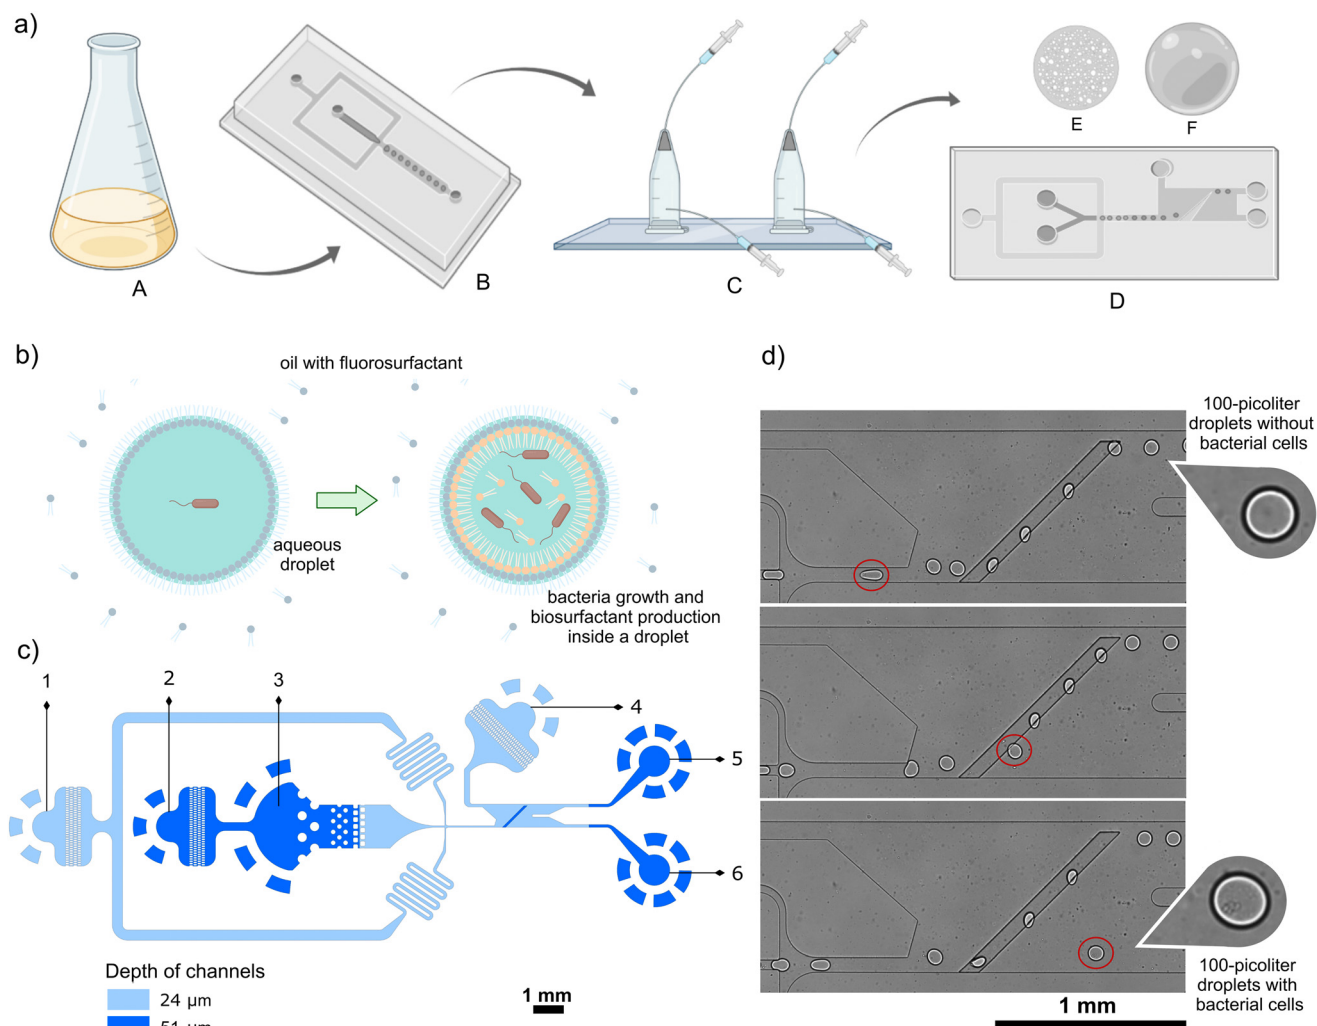 a)
A
B
C
D
E
F
b)
oil with fluorosurfactant
aqueous
droplet
bacteria growth and
biosurfactant production
inside a droplet
c)
1
2
3
4
5
6
Depth of channels
24 µm
51 µm
1 mm
d)
100-picoliter
droplets without
bacterial cells
100-picoliter
droplets with
bacterial cells
1 mm